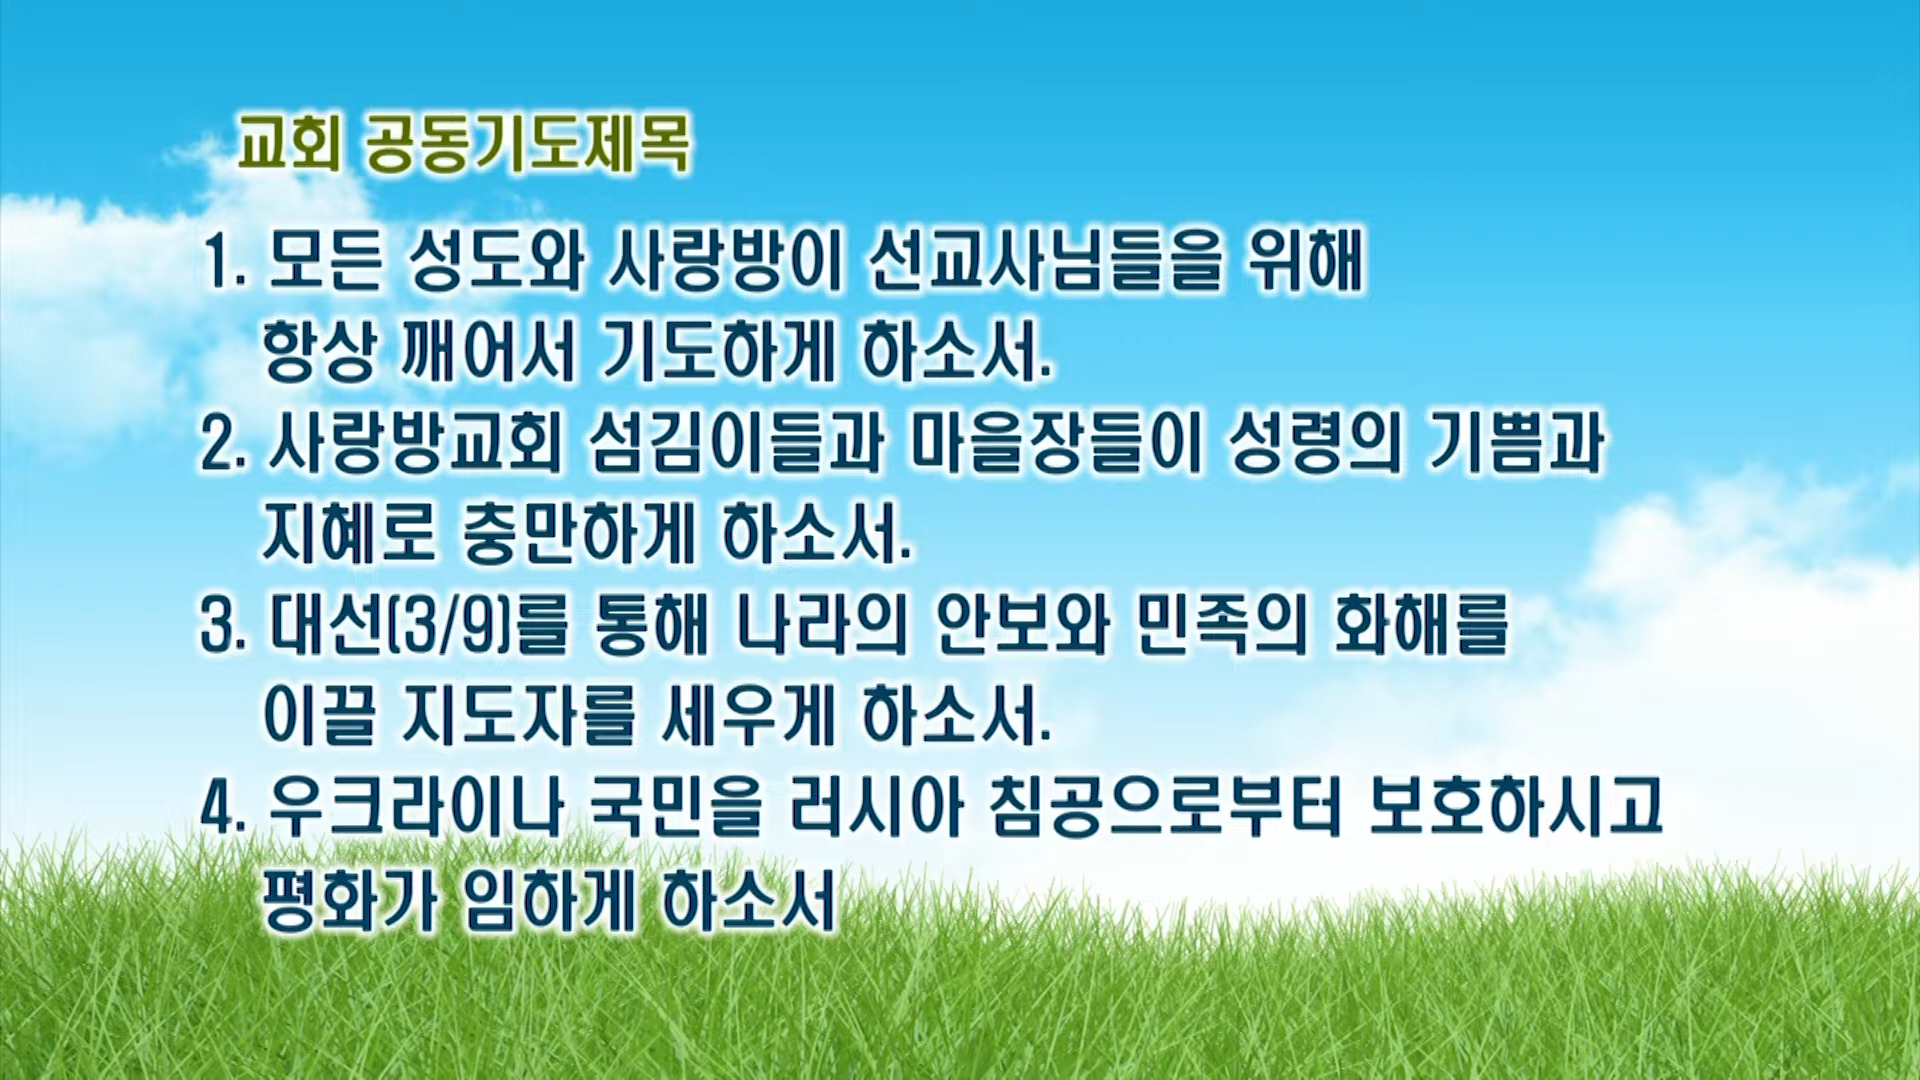 교회 공동기도제목
1. 모든 성도와 사랑방이 선교사님들을 위해
항상 깨어서 기도하게 하소서.
2. 사랑방교회 섬김이들과 마을장들이 성령의 기쁨과
지혜로 충만하게 하소서.
3. 대선(3/9)를 통해 나라의 안보와 민족의 화해를
이끌 지도자를 세우게 하소서.
4. 우크라이나 국민을 러시아 침공으로부터 보호하시고
평화가 임하게 하소서